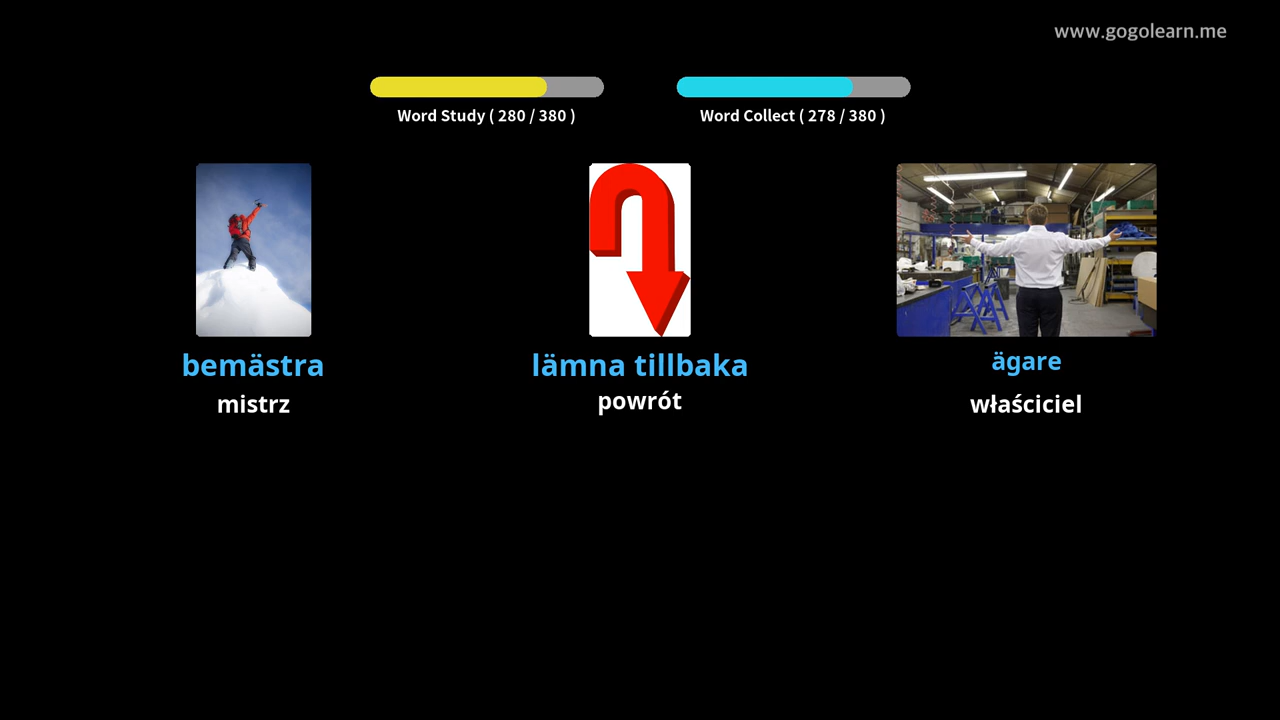 www.gogolearn.me
Word Study ( 280 / 380 )
Word Collect ( 278 / 380 )
bemästra
mistrz
lämna tillbaka
powrót
ägare
właściciel